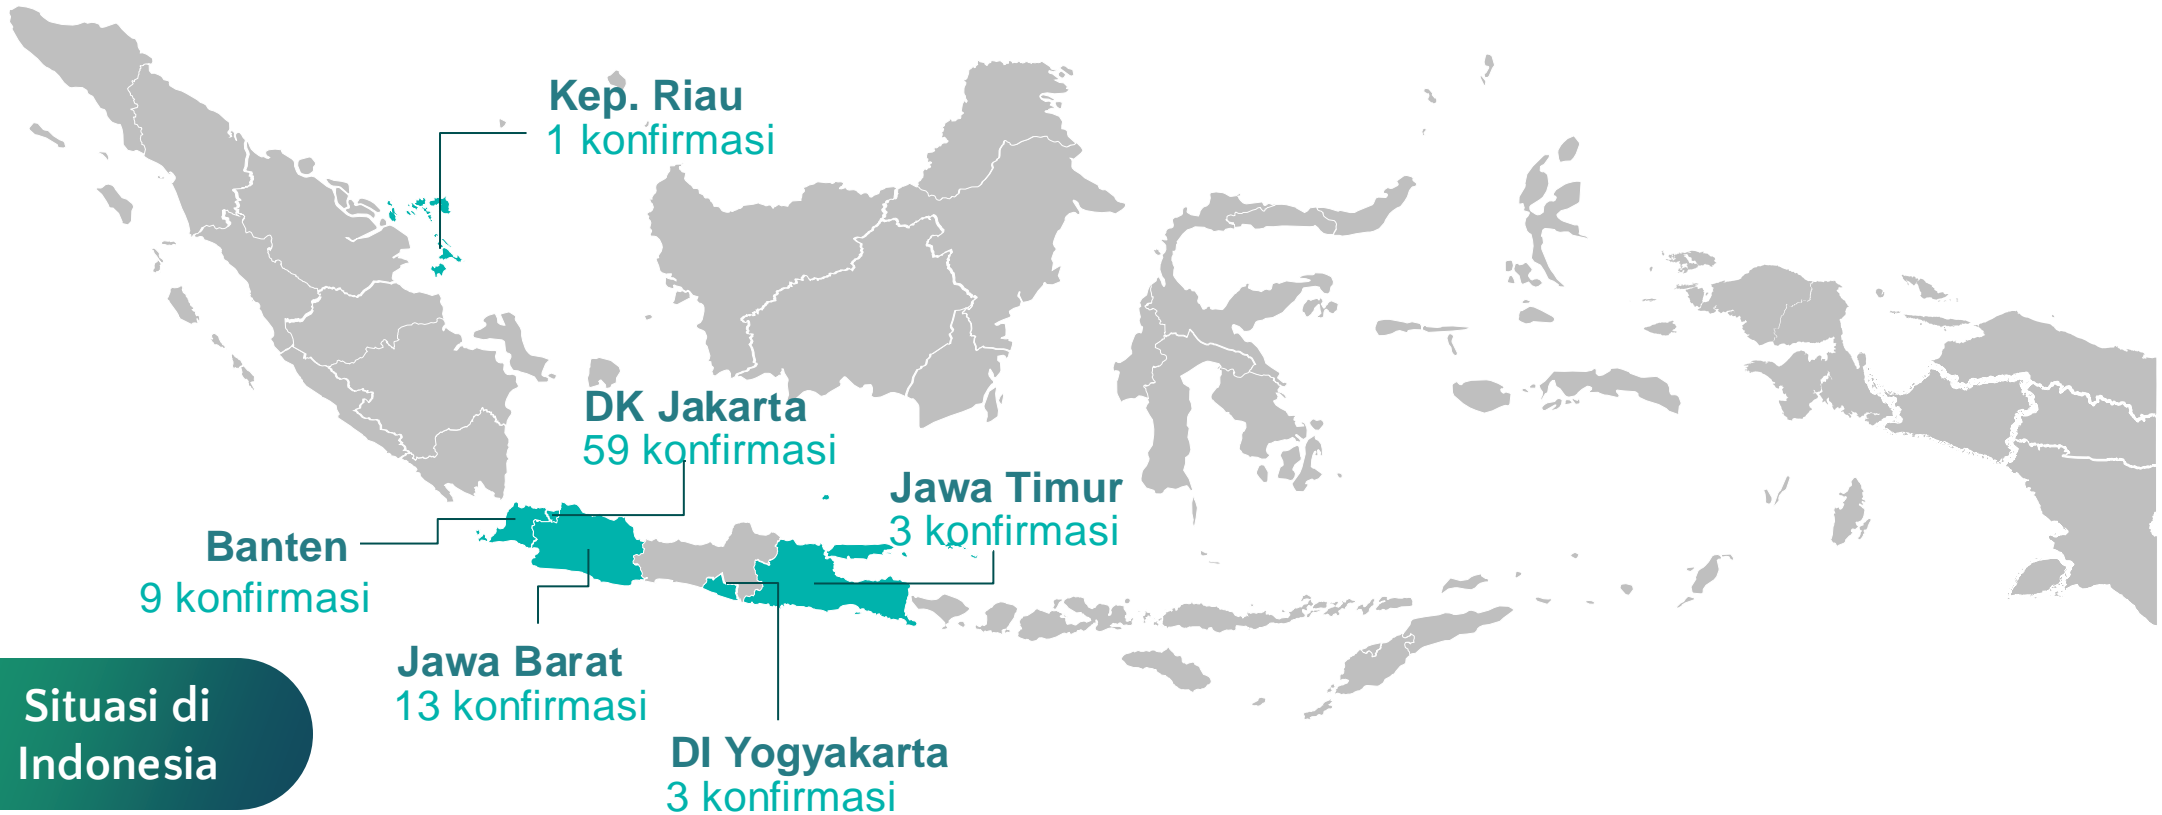 Kep. Riau
1 konfirmasi
DK Jakarta
59 konfirmasi
Jawa Timur
3 konfirmasi
Banten
9 konfirmasi
Jawa Barat
13 konfirmasi
DI Yogyakarta
3 konfirmasi
Situasi di
Indonesia